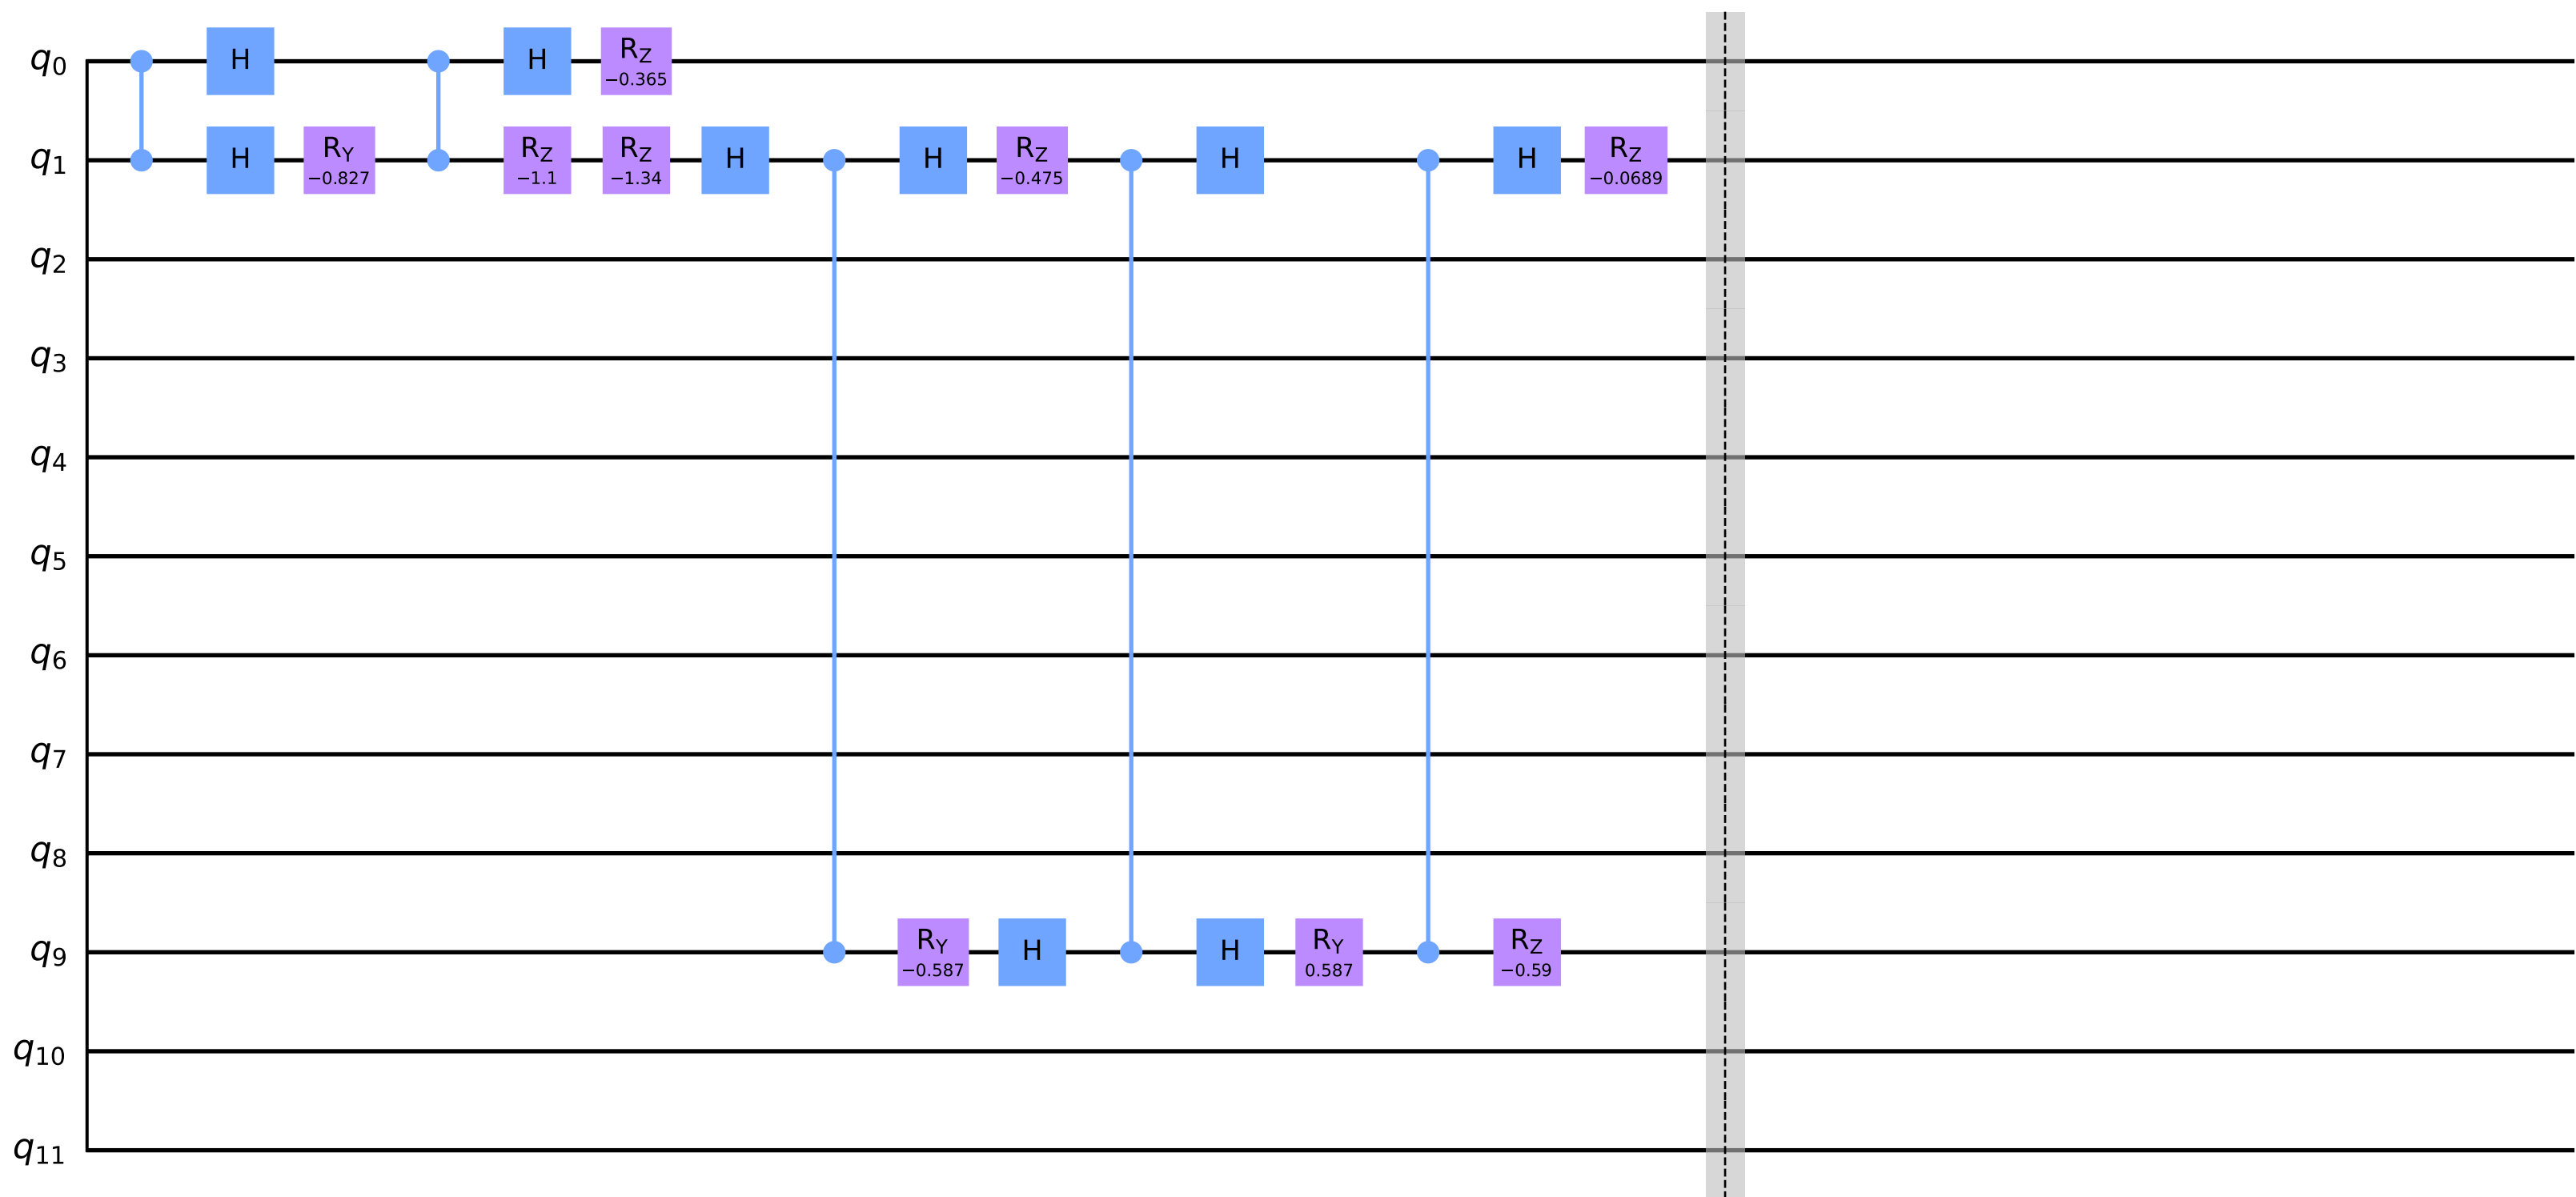 q0 H H RZ −0.365
q1 H RY −0.827 RZ −1.1 RZ −1.34 H H RZ −0.475 H H RZ −0.0689
q2
q3
q4
q5
q6
q7
q8
q9 RY −0.587 H H RY 0.587 RZ −0.59
q10
q11